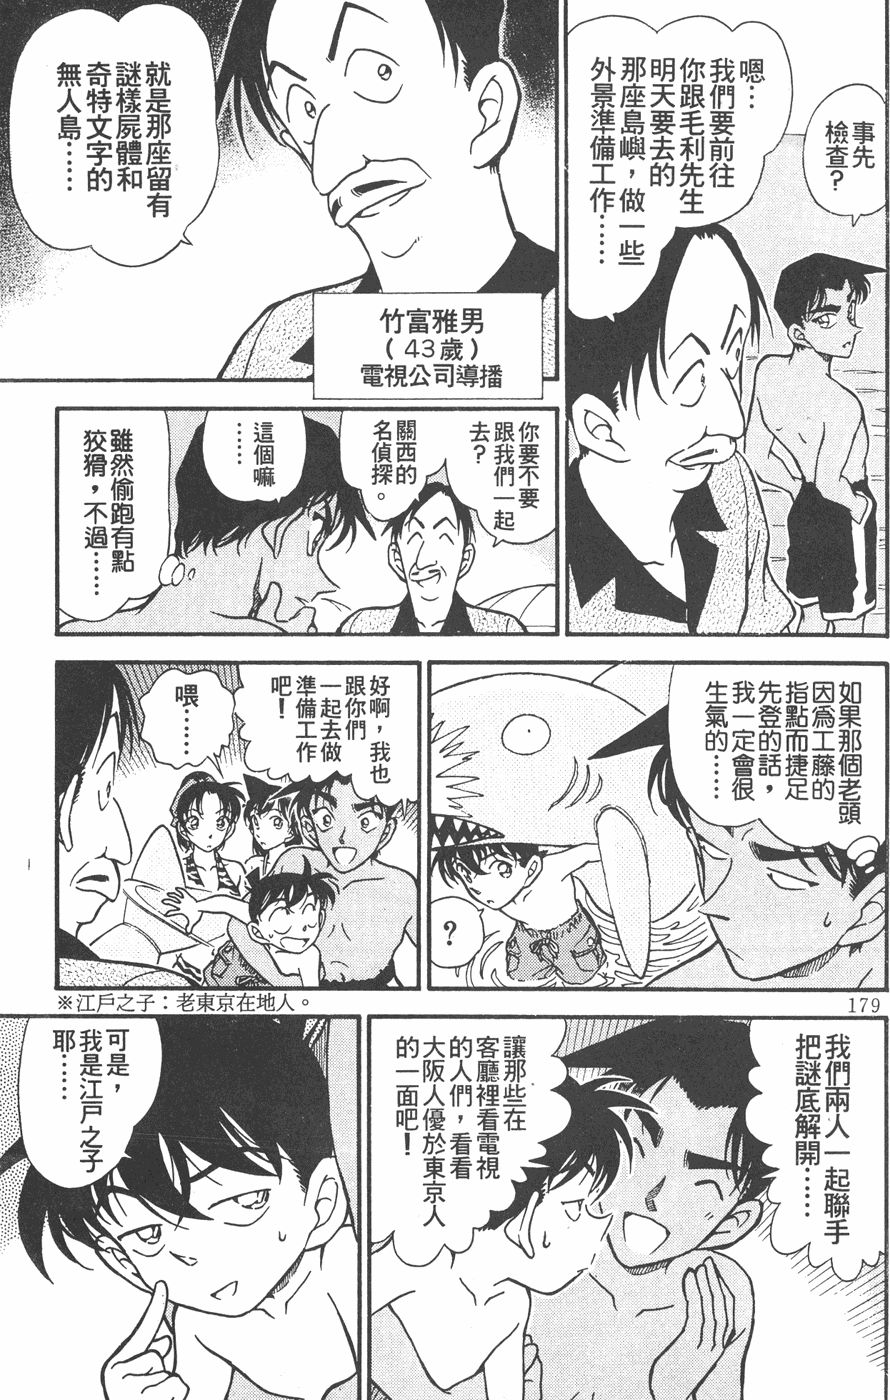 事先
檢查？
嗯…
我們要前往
你跟毛利先生
明天要去的
那座島嶼，做一些
外景準備工作……
就是那座留有
謎樣屍體和
奇特文字的
無人島……
竹富雅男
（43歲）
電視公司導播
你要不要
跟我們一起
去？
關西的
名偵探。
這個嘛
……
雖然偷跑有點
狡猾，不過……
如果那個老頭
因為工藤的
指點而捷足
先登的話，
我一定會很
生氣的……
？
好啊，我也
跟你們
一起去做
準備工作
吧！
喂……
※江戶之子：老東京在地人。
179
我們兩人一起聯手
把謎底解開……
讓那些在
客廳裡看電視
的人們，看看
大阪人優於東京人
的一面吧！
可是，
我是江戶之子
耶……